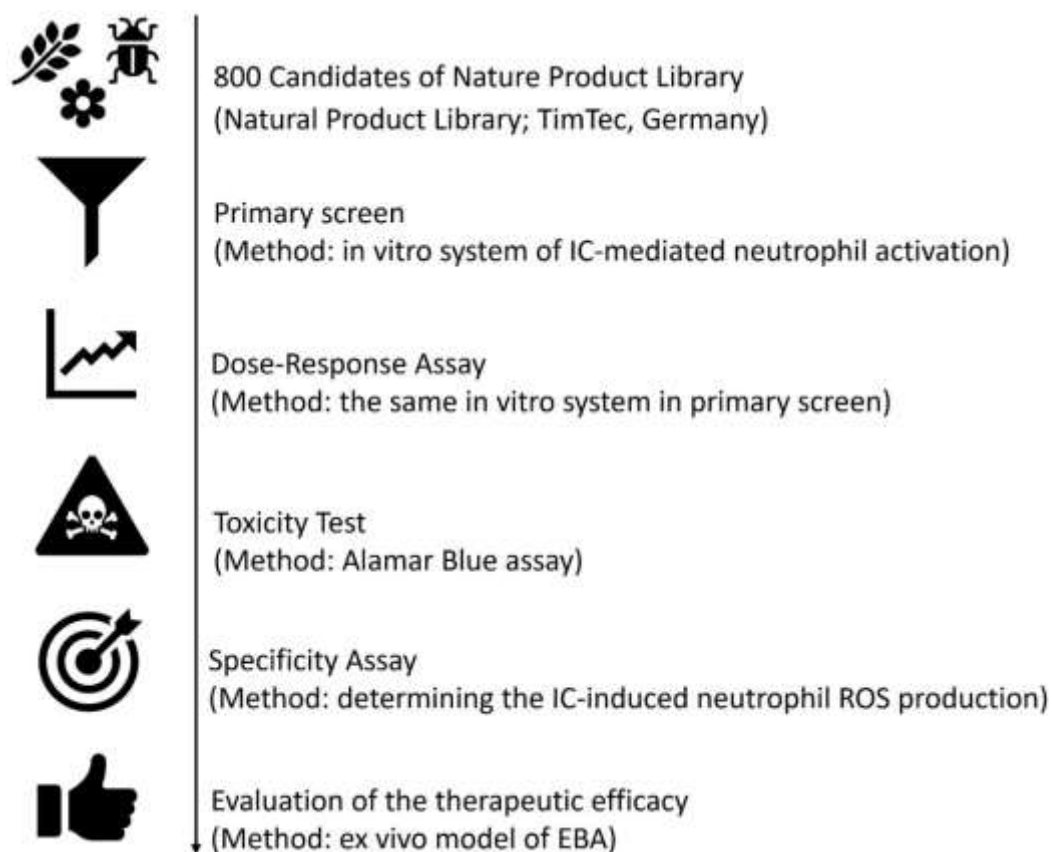 800 Candidates of Nature Product Library
(Natural Product Library; TimTec, Germany)
Primary screen
(Method: in vitro system of IC-mediated neutrophil activation)
Dose-Response Assay
(Method: the same in vitro system in primary screen)
Toxicity Test
(Method: Alamar Blue assay)
Specificity Assay
(Method: determining the IC-induced neutrophil ROS production)
Evaluation of the therapeutic efficacy
(Method: ex vivo model of EBA)